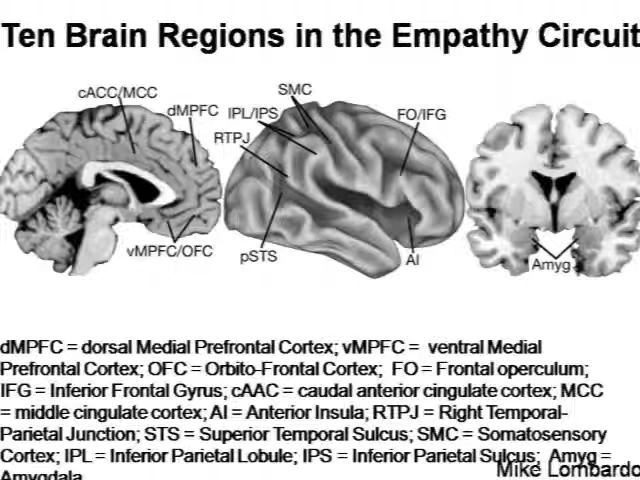 Ten Brain Regions in the Empathy Circuit
cACC/MCC
dMPFC
vMPFC/OFC
SMC
IPL/IPS
RTPJ
FO/IFG
pSTS
AI
Amyg
dMPFC = dorsal Medial Prefrontal Cortex; vMPFC = ventral Medial
Prefrontal Cortex; OFC = Orbito-Frontal Cortex; FO = Frontal operculum;
IFG = Inferior Frontal Gyrus; cAAC = caudal anterior cingulate cortex; MCC
= middle cingulate cortex; AI = Anterior Insula; RTPJ = Right Temporal-
Parietal Junction; STS = Superior Temporal Sulcus; SMC = Somatosensory
Cortex; IPL = Inferior Parietal Lobule; IPS = Inferior Parietal Sulcus; Amyg =
Amygdala
Mike Lombardo